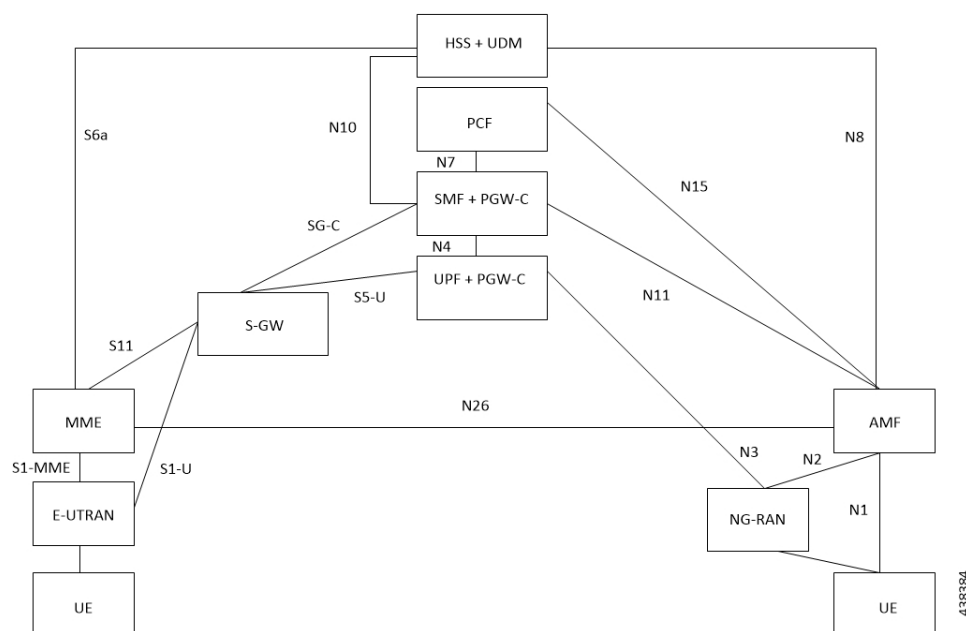 HSS + UDM
PCF
S6a
N10
N8
N7
N15
SMF + PGW-C
SG-C
N4
UPF + PGW-C
N11
S5-U
S-GW
S11
N26
MME
AMF
N3
N2
S1-MME
S1-U
E-UTRAN
NG-RAN
N1
UE
UE
438384